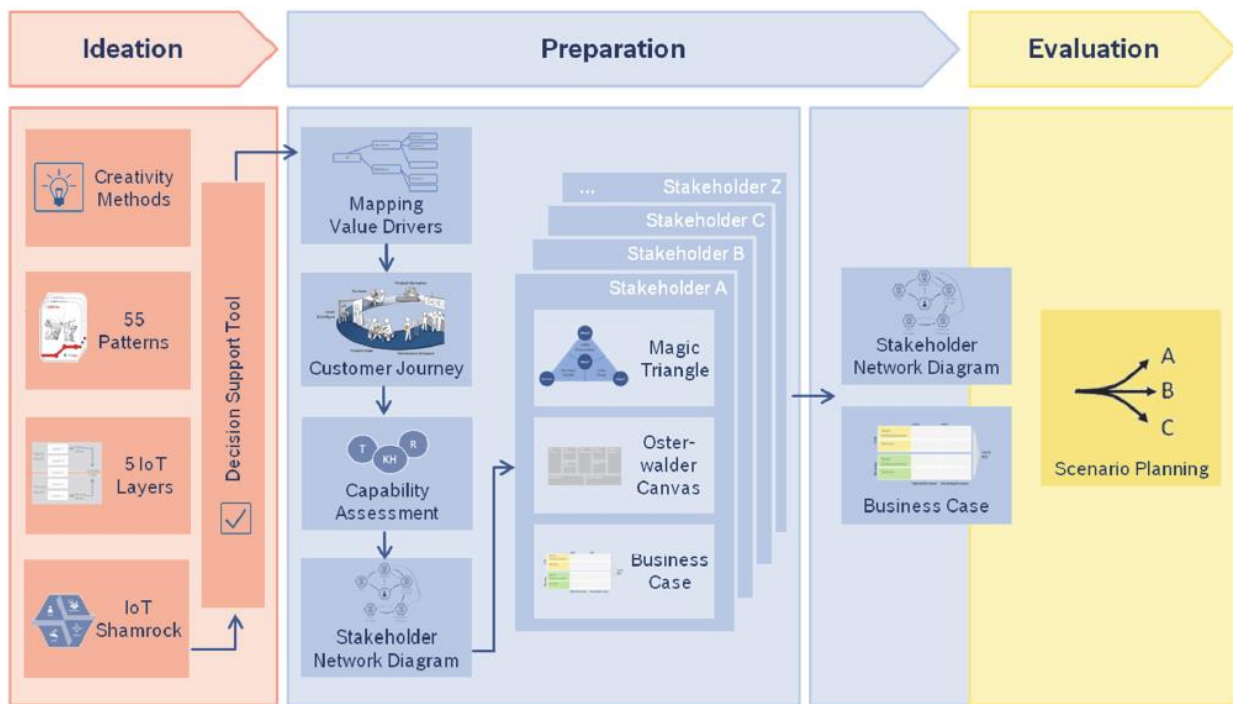 Ideation
Preparation
Evaluation
Creativity
Methods
55
Patterns
5 IoT
Layers
IoT
Shamrock
Decision Support Tool
Mapping
Value Drivers
Customer Journey
T
KH
R
Capability
Assessment
Stakeholder
Network Diagram
...
Stakeholder Z
Stakeholder C
Stakeholder B
Stakeholder A
Magic
Triangle
Oster-
walder
Canvas
Business
Case
Stakeholder
Network Diagram
Business Case
A
B
C
Scenario Planning